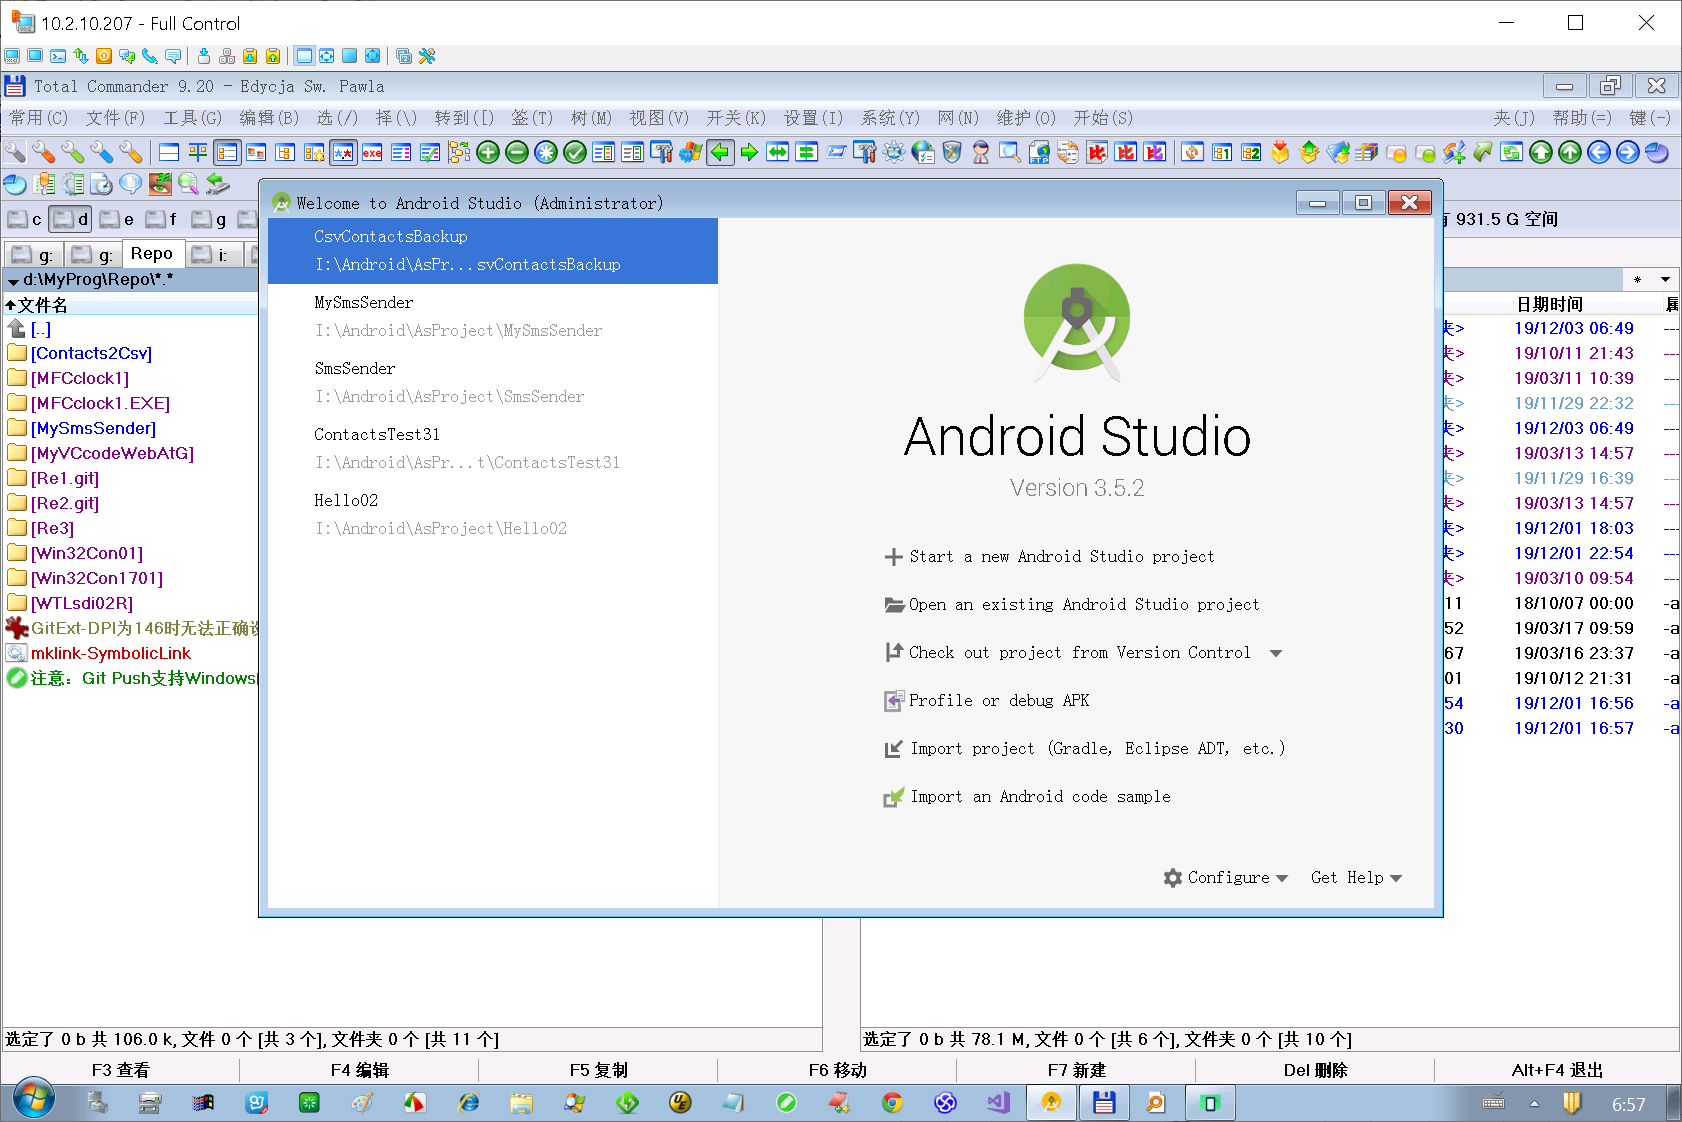 10.2.10.207 - Full Control
Total Commander 9.20 - Edycja Sw. Pawla
常用(C) 文件(F) 工具(G) 编辑(B) 选(/) 择(\) 转到([) 签(T) 树(M) 视图(V) 开关(K) 设置(I) 系统(Y) 网(N) 维护(O) 开始(S) 夹(J) 帮助(=) 键(-)
c d e f g
931.5 G 空间
g: g: Repo i:
d:\MyProg\Repo\*.*
* 
文件名
日期时间
[..]
19/12/03 06:49
[Contacts2Csv]
夹> 19/10/11 21:43 ---
[MFCclock1]
夹> 19/03/11 10:39 ---
[MFCclock1.EXE]
夹> 19/11/29 22:32 ---
[MySmsSender]
夹> 19/12/03 06:49 ---
[MyVCcodeWebAtG]
夹> 19/03/13 14:57 ---
[Re1.git]
夹> 19/11/29 16:39 ---
[Re2.git]
夹> 19/03/13 14:57 ---
[Re3]
夹> 19/12/01 18:03 ---
[Win32Con01]
夹> 19/12/01 22:54 ---
[Win32Con1701]
夹> 19/03/10 09:54 ---
[WTLsdi02R]
11 18/10/07 00:00 -a
GitExt-DPI为146时无法正确
52 19/03/17 09:59 -a
mklink-SymbolicLink
67 19/03/16 23:37 -a
注意：Git Push支持Windows
01 19/10/12 21:31 -a
54 19/12/01 16:56 -a
30 19/12/01 16:57 -a
Welcome to Android Studio (Administrator)
CsvContactsBackup
I:\Android\AsPr...svContactsBackup
MySmsSender
I:\Android\AsProject\MySmsSender
SmsSender
I:\Android\AsProject\SmsSender
ContactsTest31
I:\Android\AsPr...t\ContactsTest31
Hello02
I:\Android\AsProject\Hello02
Android Studio
Version 3.5.2
Start a new Android Studio project
Open an existing Android Studio project
Check out project from Version Control
Profile or debug APK
Import project (Gradle, Eclipse ADT, etc.)
Import an Android code sample
Configure Get Help
选定了 0 b 共 106.0 k, 文件 0 个 [共 3 个], 文件夹 0 个 [共 11 个]
选定了 0 b 共 78.1 M, 文件 0 个 [共 6 个], 文件夹 0 个 [共 10 个]
F3 查看 F4 编辑 F5 复制 F6 移动 F7 新建 Del 删除 Alt+F4 退出
6:57